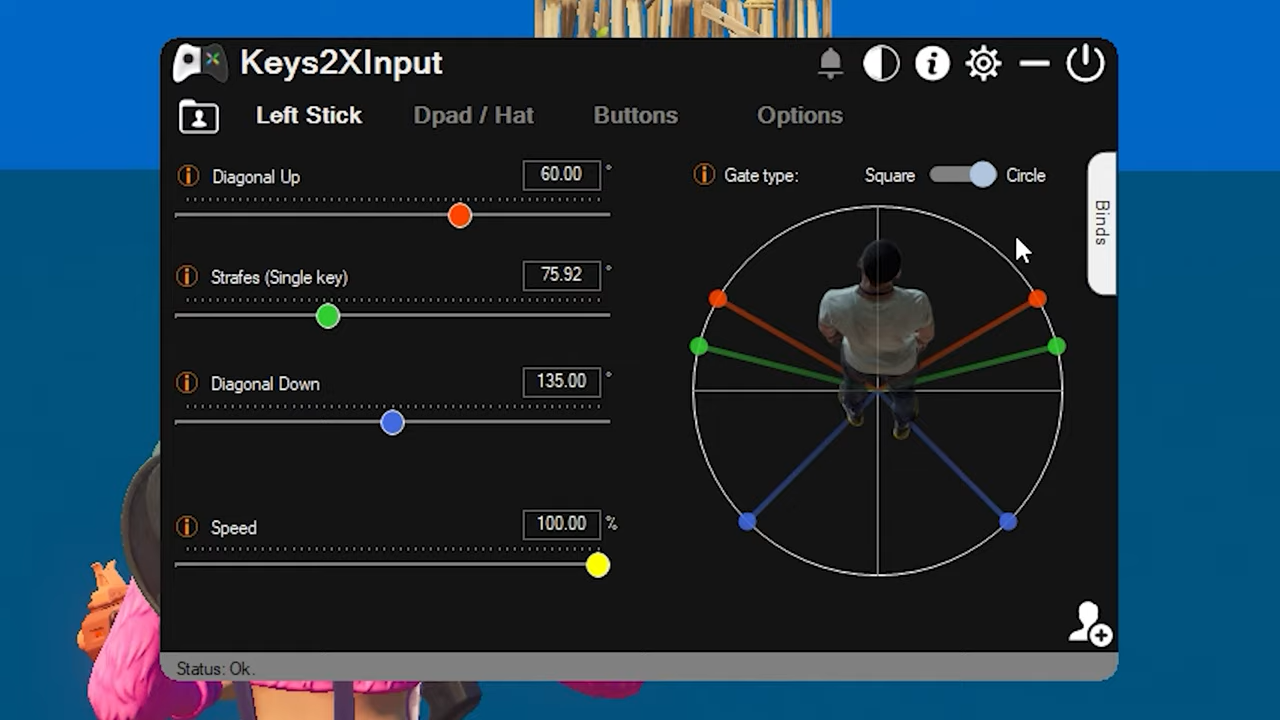 Keys2XInput
Left Stick Dpad / Hat Buttons Options
Diagonal Up 60.00 °
Gate type: Square Circle
Strafes (Single key) 75.92 °
Binds
Diagonal Down 135.00 °
Speed 100.00 %
Status: Ok.